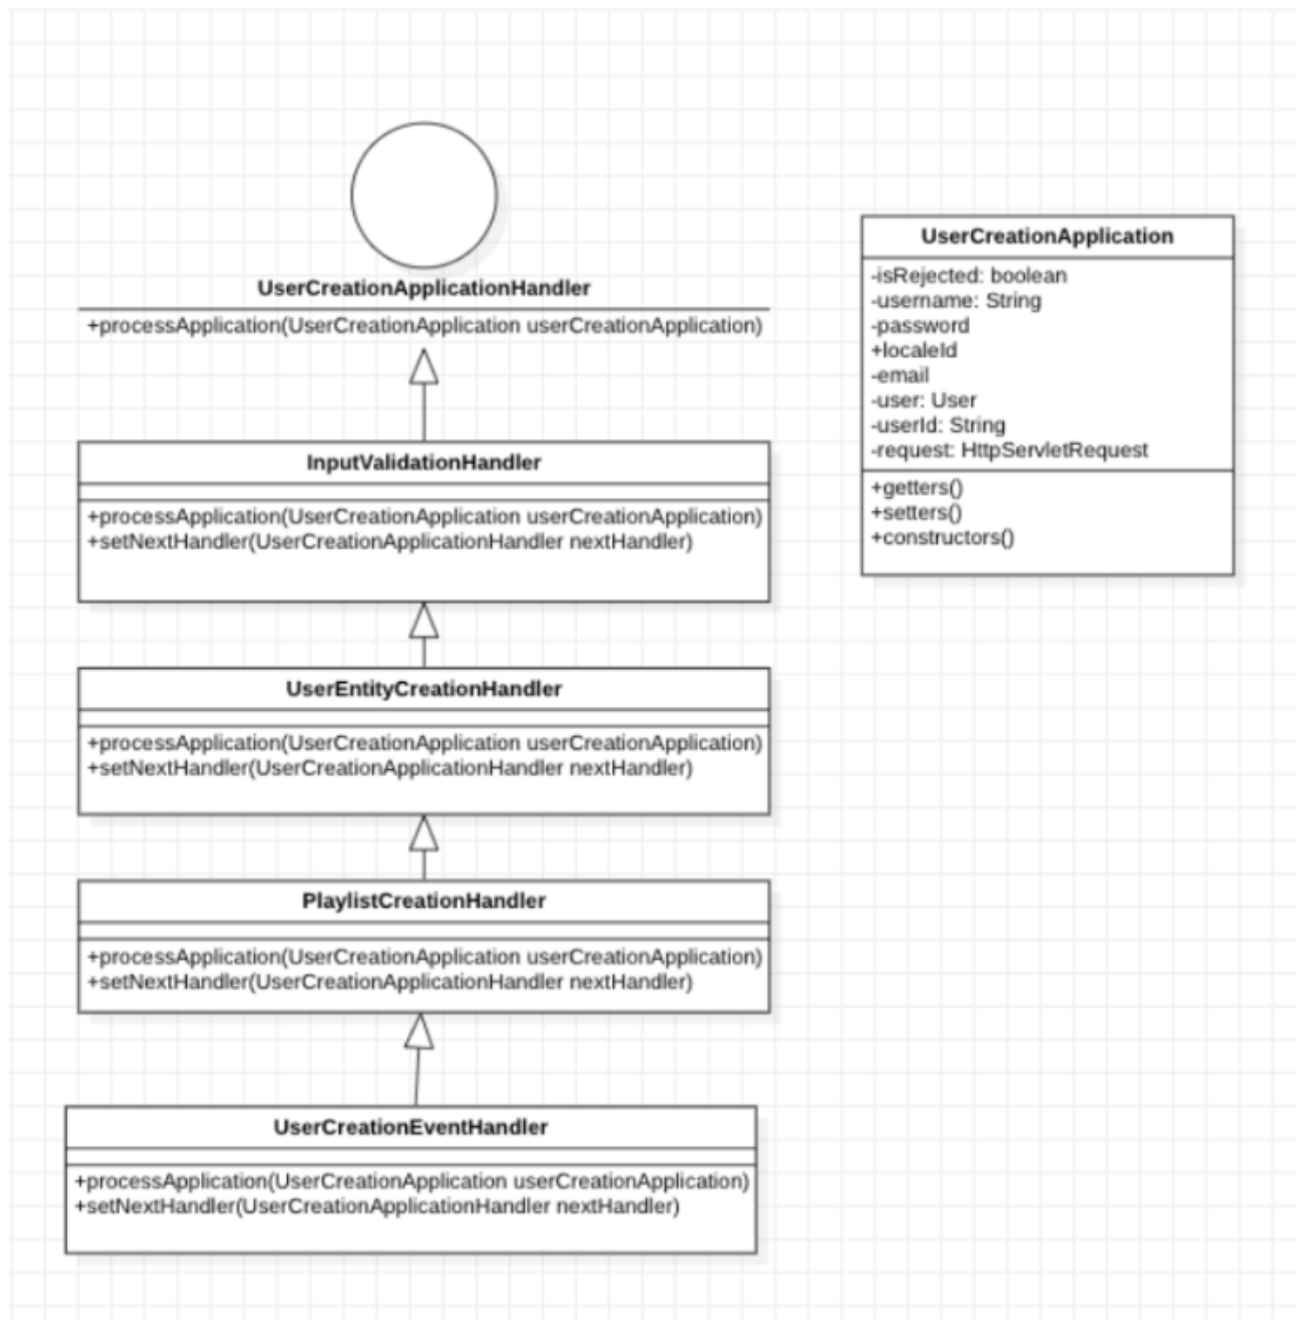 UserCreationApplicationHandler
+processApplication(UserCreationApplication userCreationApplication)
InputValidationHandler
+processApplication(UserCreationApplication userCreationApplication)
+setNextHandler(UserCreationApplicationHandler nextHandler)
UserEntityCreationHandler
+processApplication(UserCreationApplication userCreationApplication)
+setNextHandler(UserCreationApplicationHandler nextHandler)
PlaylistCreationHandler
+processApplication(UserCreationApplication userCreationApplication)
+setNextHandler(UserCreationApplicationHandler nextHandler)
UserCreationEventHandler
+processApplication(UserCreationApplication userCreationApplication)
+setNextHandler(UserCreationApplicationHandler nextHandler)
UserCreationApplication
-isRejected: boolean
-username: String
-password
+localeId
-email
-user: User
-userId: String
-request: HttpServletRequest
+getters()
+setters()
+constructors()